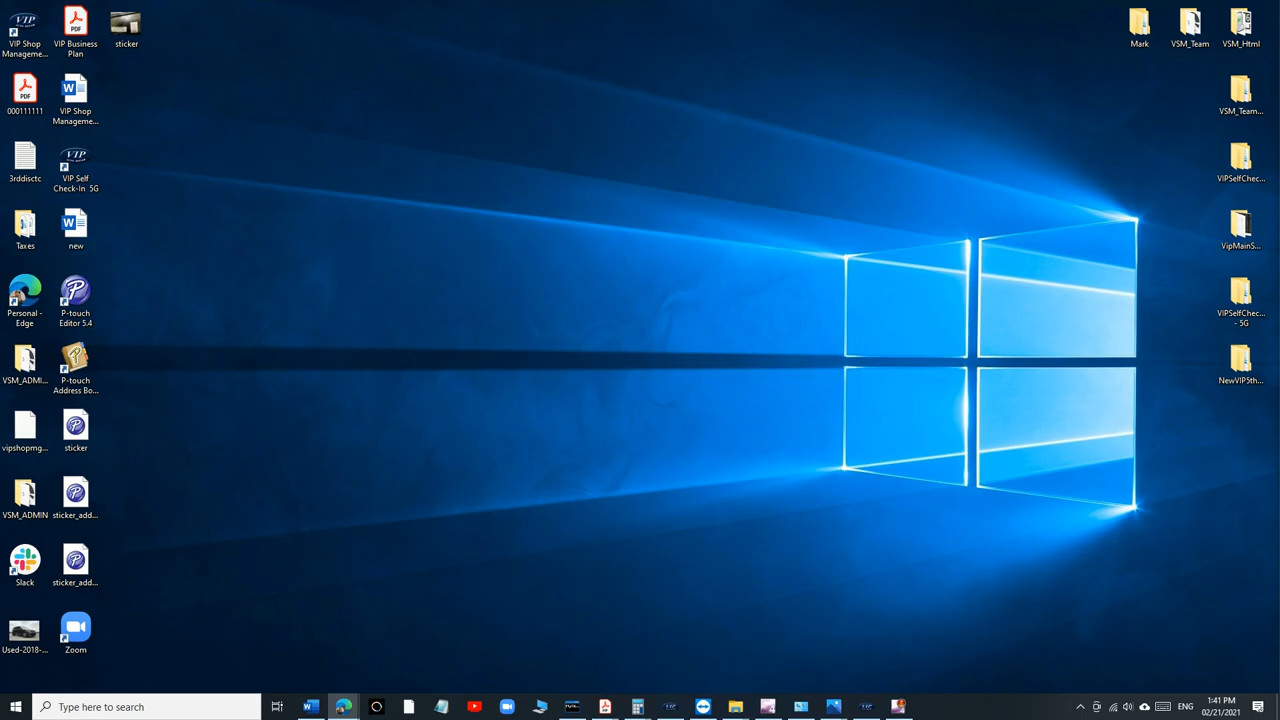 VIP Shop
Manageme...
VIP Business
Plan
sticker
000111111
VIP Shop
Manageme...
3rddisctc
VIP Self
Check-In 5G
Taxes
new
Personal -
Edge
P-touch
Editor 5.4
VSM_ADMI...
P-touch
Address Bo...
vipshopmg...
sticker
VSM_ADMIN
sticker_add...
Slack
sticker_add...
Used-2018-...
Zoom
Mark
VSM_Team
VSM_Html
VSM_Team...
VIPSelfChec...
VipMainS...
VIPSelfChec...
- 5G
NewVIP5th...
Type here to search
ENG
1:41 PM
02/21/2021